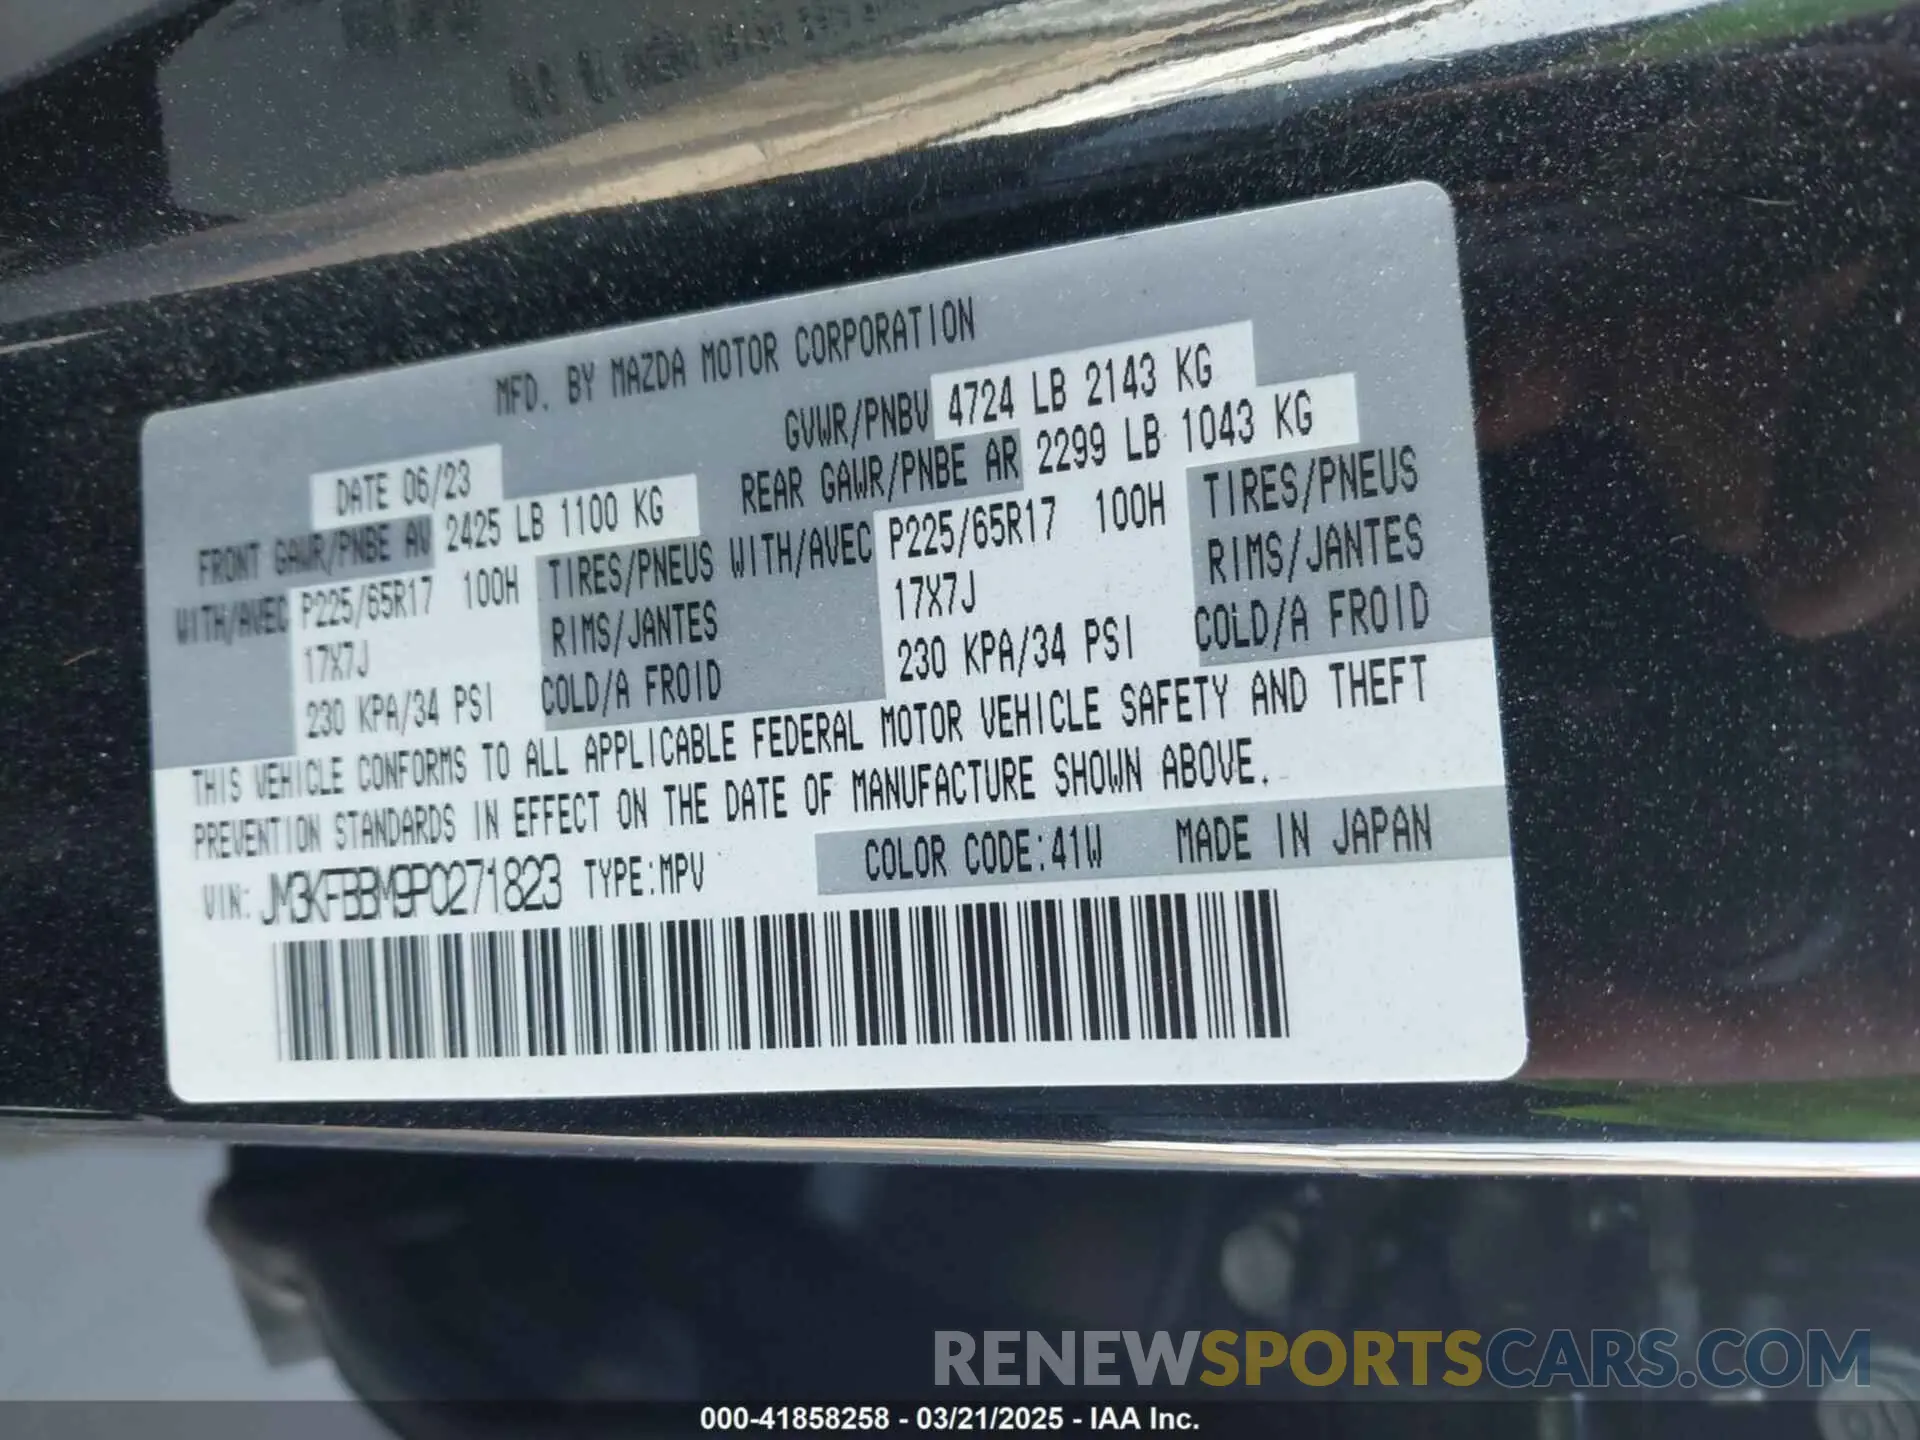 MFD. BY MAZDA MOTOR CORPORATION
GVWR/PNBV 4724 LB 2143 KG
DATE 06/23
REAR GAWR/PNBE AR 2299 LB 1043 KG
FRONT GAWR/PNBE AV 2425 LB 1100 KG
WITH/AVEC P225/65R17 100H TIRES/PNEUS WITH/AVEC P225/65R17 100H TIRES/PNEUS
17X7J RIMS/JANTES 17X7J RIMS/JANTES
230 KPA/34 PSI COLD/A FROID 230 KPA/34 PSI COLD/A FROID
THIS VEHICLE CONFORMS TO ALL APPLICABLE FEDERAL MOTOR VEHICLE SAFETY AND THEFT
PREVENTION STANDARDS IN EFFECT ON THE DATE OF MANUFACTURE SHOWN ABOVE.
VIN: JM3KFBBM9P0271823 TYPE:MPV COLOR CODE:41W MADE IN JAPAN
RENEWSPORTSCARS.COM
000-41858258 - 03/21/2025 - IAA Inc.